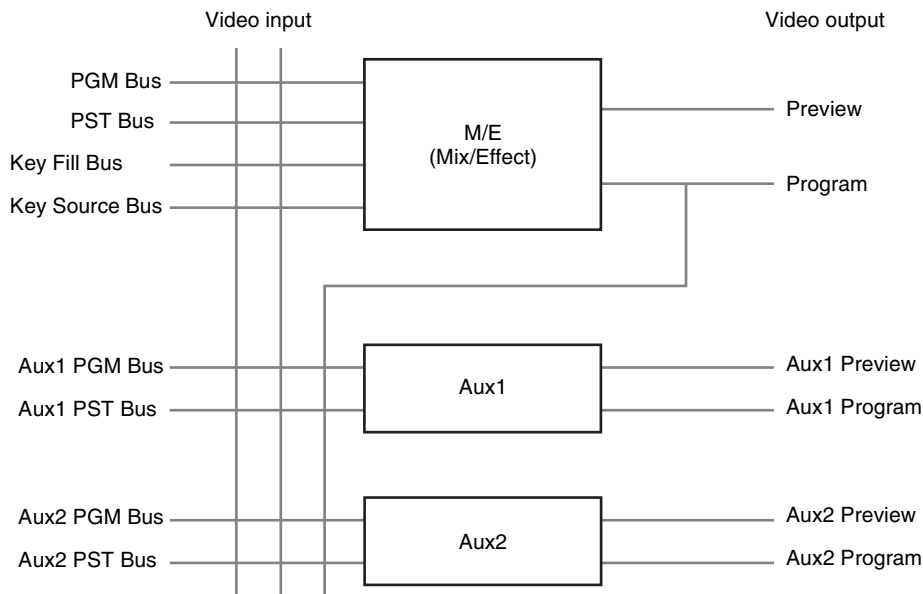 Video input
Video output
PGM Bus
PST Bus
Key Fill Bus
Key Source Bus
M/E
(Mix/Effect)
Preview
Program
Aux1 PGM Bus
Aux1 PST Bus
Aux1
Aux1 Preview
Aux1 Program
Aux2 PGM Bus
Aux2 PST Bus
Aux2
Aux2 Preview
Aux2 Program